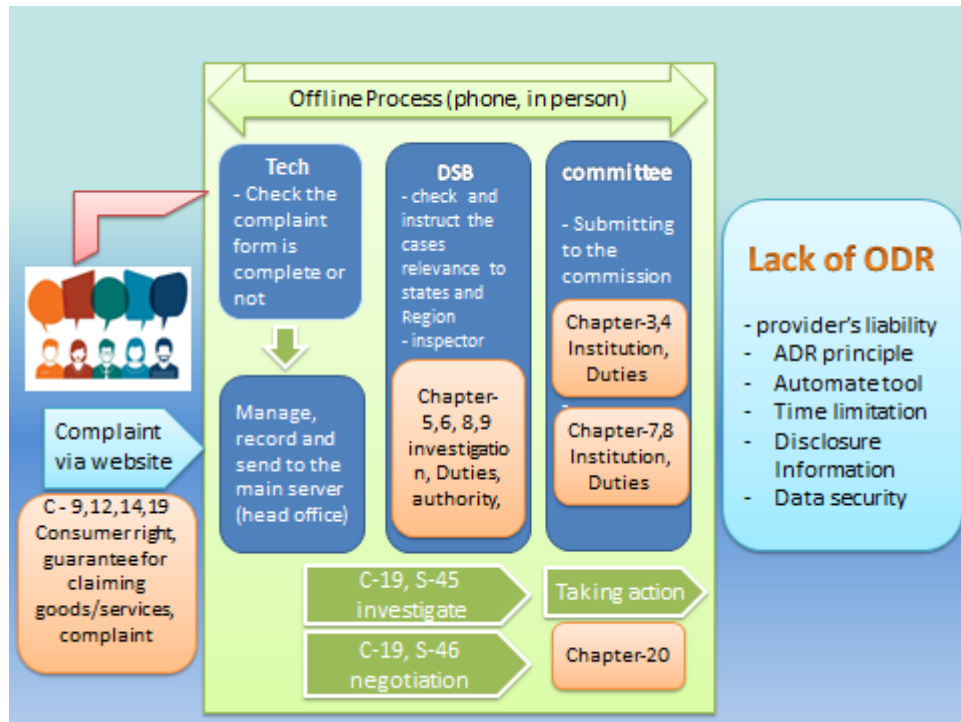 Offline Process (phone, in person)
Tech
- Check the
complaint
form is
complete or
not
Manage,
record and
send to the
main server
(head office)
DSB
- check and
instruct the
cases
relevance to
states and
Region
- inspector
Chapter-
5,6, 8,9
investigatio
n, Duties,
authority,
committee
- Submitting
to the
commission
Chapter-3,4
Institution,
Duties
-
Chapter-7,8
Institution,
Duties
Complaint
via website
C - 9,12,14,19
Consumer right,
guarantee for
claiming
goods/services,
complaint
C-19, S-45
investigate
Taking action
C-19, S-46
negotiation
Chapter-20
Lack of ODR
- provider's liability
- ADR principle
- Automate tool
- Time limitation
- Disclosure
Information
- Data security